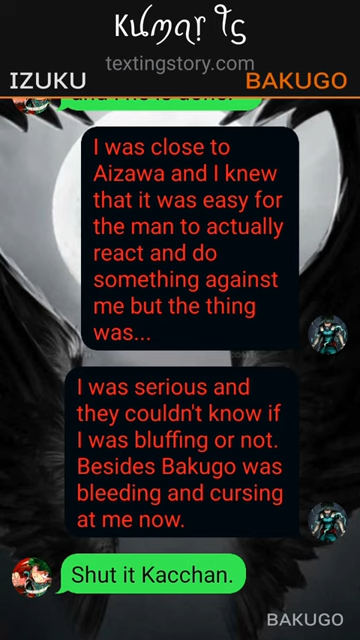 Kumar Ts
textingstory.com
IZUKU BAKUGO
I was close to
Aizawa and I knew
that it was easy for
the man to actually
react and do
something against
me but the thing
was...
I was serious and
they couldn't know if
I was bluffing or not.
Besides Bakugo was
bleeding and cursing
at me now.
Shut it Kacchan.
BAKUGO